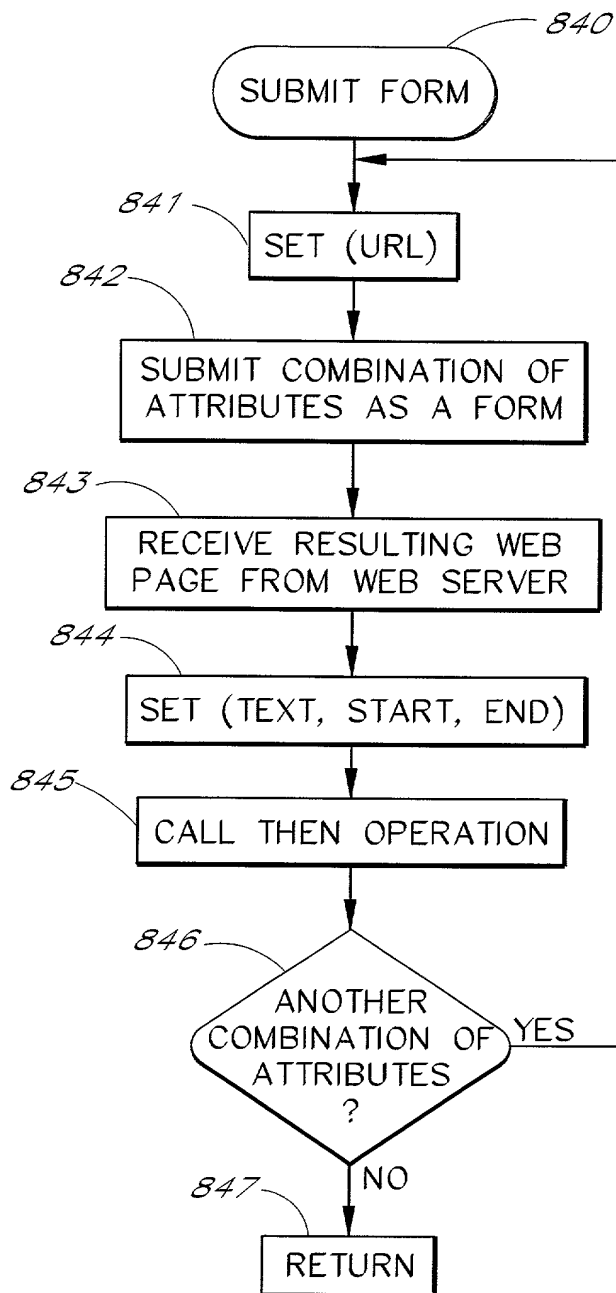 840
SUBMIT FORM
841
SET (URL)
842
SUBMIT COMBINATION OF
ATTRIBUTES AS A FORM
843
RECEIVE RESULTING WEB
PAGE FROM WEB SERVER
844
SET (TEXT, START, END)
845
CALL THEN OPERATION
846
ANOTHER
COMBINATION OF
ATTRIBUTES
?
YES
NO
847
RETURN